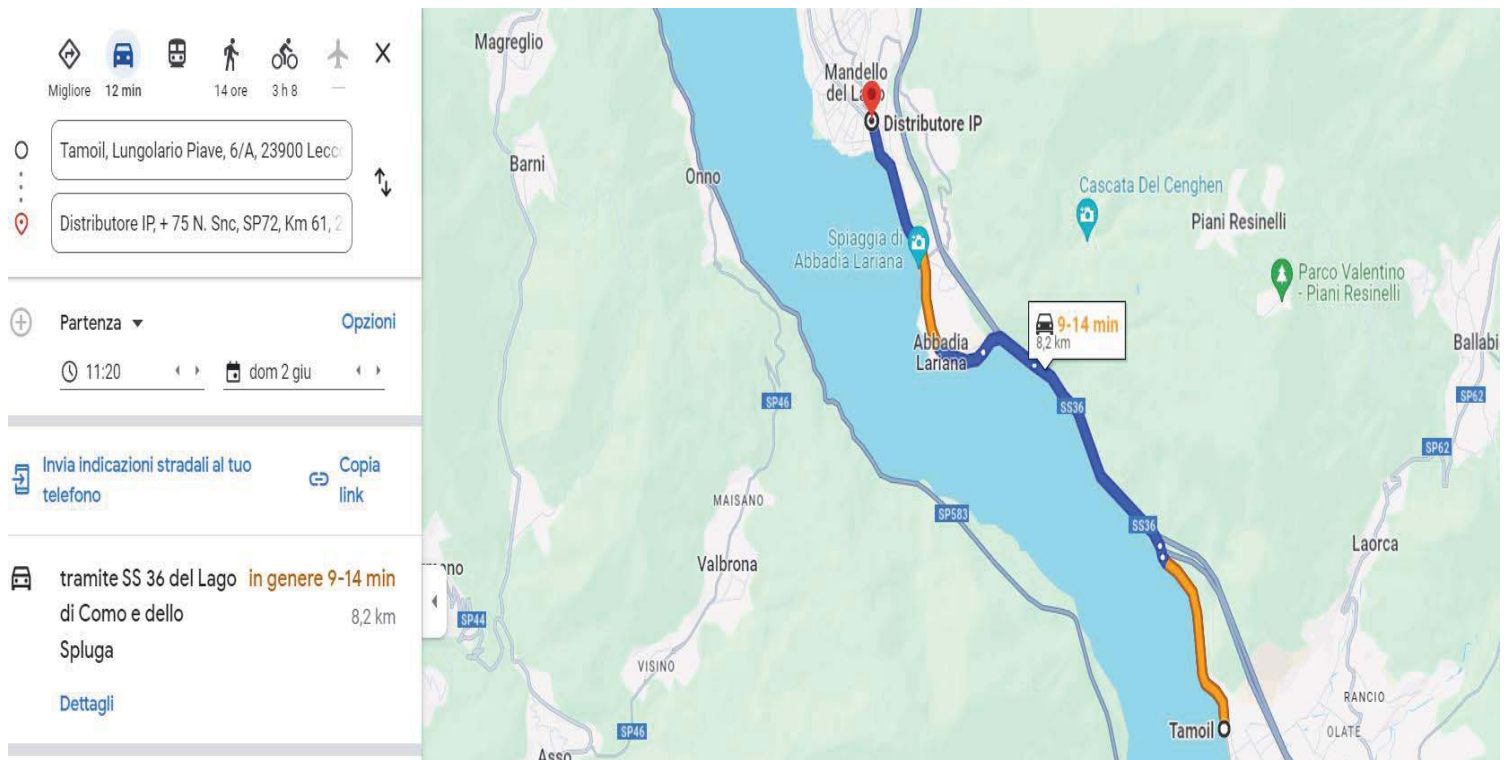 Migliore
12 min
14 ore
3 h 8
—
Tamoil, Lungolario Piave, 6/A, 23900 Lecc
Distributore IP, + 75 N. Snc, SP72, Km 61, 2
Partenza
Opzioni
11:20
dom 2 giu
Invia indicazioni stradali al tuo
telefono
Copia
link
tramite SS 36 del Lago
di Como e dello
Spluga
in genere 9-14 min
8,2 km
Dettagli
Magreglio
Mandello
del Lago
Distributore IP
Barni
Onno
Cascata Del Cenghen
Piani Resinelli
Spiaggia di
Abbadia Lariana
Parco Valentino
- Piani Resinelli
9-14 min
8,2 km
Abbadia
Lariana
Ballabi
SP46
SS36
SP62
SP62
MAISANO
SP583
SS36
Laorca
Valbrona
SP44
VISINO
RANCIO
Tamoil
OLATE
SP46
Asso